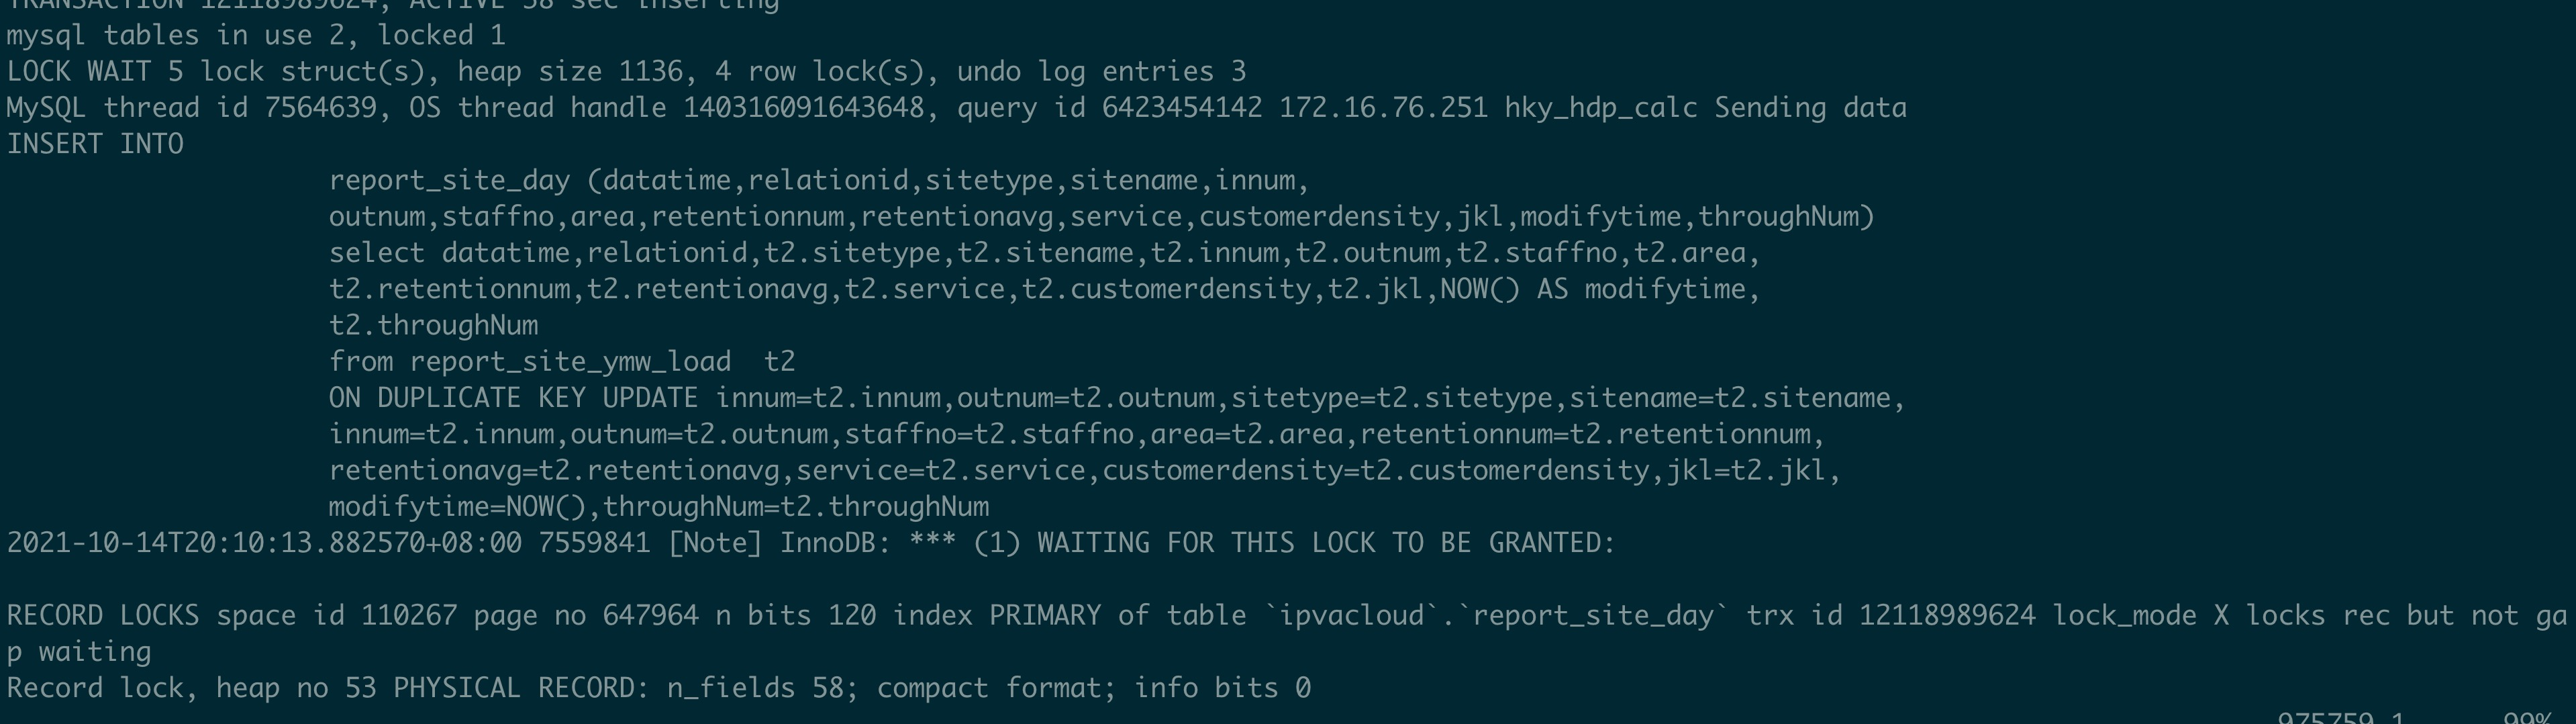 TRANSACTION 12118989624, ACTIVE 58 sec inserting
mysql tables in use 2, locked 1
LOCK WAIT 5 lock struct(s), heap size 1136, 4 row lock(s), undo log entries 3
MySQL thread id 7564639, OS thread handle 140316091643648, query id 6423454142 172.16.76.251 hky_hdp_calc Sending data
INSERT INTO
report_site_day (datatime,relationid,sitetype,sitename,innum,
outnum,staffno,area,retentionnum,retentionavg,service,customerdensity,jkl,modifytime,throughNum)
select datatime,relationid,t2.sitetype,t2.sitename,t2.innum,t2.outnum,t2.staffno,t2.area,
t2.retentionnum,t2.retentionavg,t2.service,t2.customerdensity,t2.jkl,NOW() AS modifytime,
t2.throughNum
from report_site_ymw_load  t2
ON DUPLICATE KEY UPDATE innum=t2.innum,outnum=t2.outnum,sitetype=t2.sitetype,sitename=t2.sitename,
innum=t2.innum,outnum=t2.outnum,staffno=t2.staffno,area=t2.area,retentionnum=t2.retentionnum,
retentionavg=t2.retentionavg,service=t2.service,customerdensity=t2.customerdensity,jkl=t2.jkl,
modifytime=NOW(),throughNum=t2.throughNum
2021-10-14T20:10:13.882570+08:00 7559841 [Note] InnoDB: *** (1) WAITING FOR THIS LOCK TO BE GRANTED:
RECORD LOCKS space id 110267 page no 647964 n bits 120 index PRIMARY of table `ipvacloud`.`report_site_day` trx id 12118989624 lock_mode X locks rec but not ga
p waiting
Record lock, heap no 53 PHYSICAL RECORD: n_fields 58; compact format; info bits 0